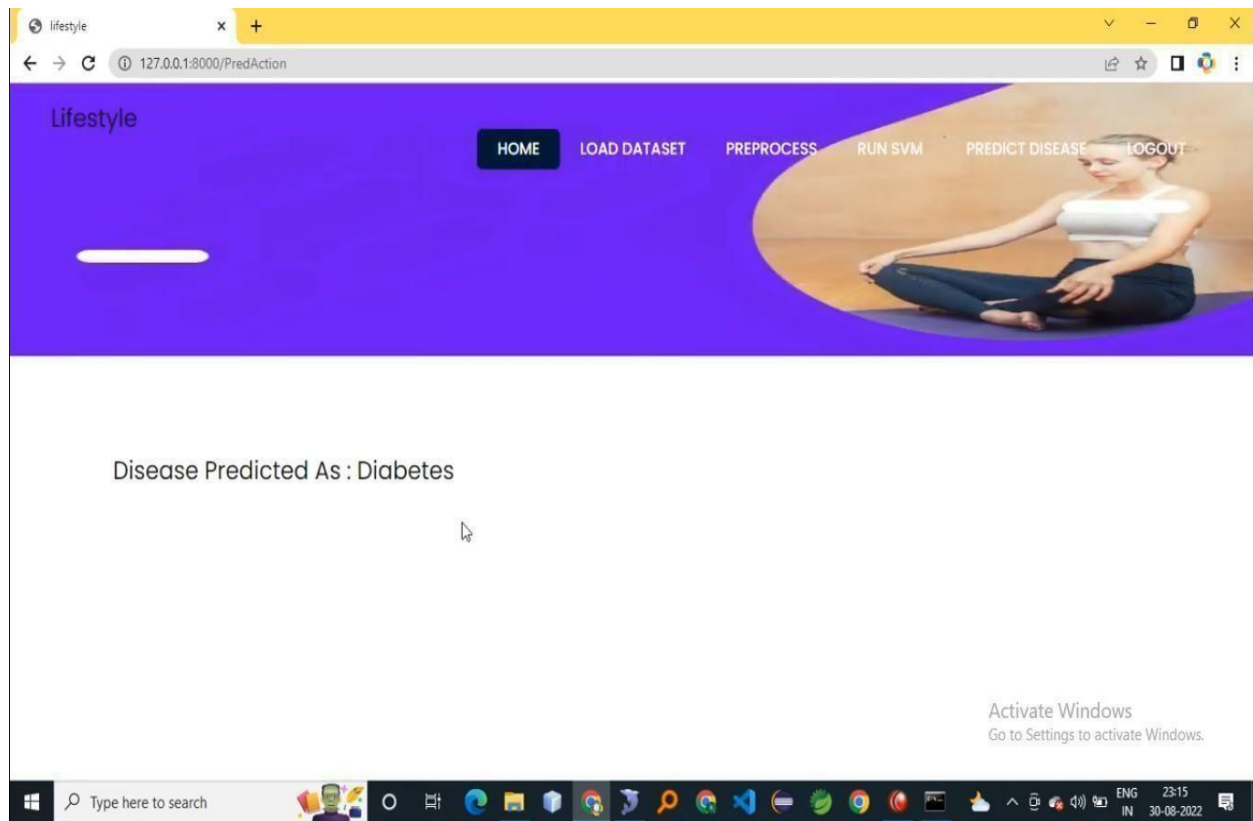 lifestyle
127.0.0.1:8000/PredAction
Lifestyle
HOME LOAD DATASET PREPROCESS RUN SVM PREDICT DISEASE LOGOUT
Disease Predicted As : Diabetes
Activate Windows
Go to Settings to activate Windows.
Type here to search
ENG 23:15
IN 30-08-2022